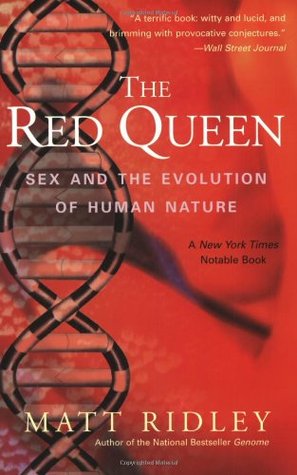 "A terrific book: witty and lucid, and
brimming with provocative conjectures."
—Wall Street Journal
THE
RED QUEEN
SEX AND THE EVOLUTION
OF HUMAN NATURE
A New York Times
Notable Book
MATT RIDLEY
Author of the National Bestseller Genome